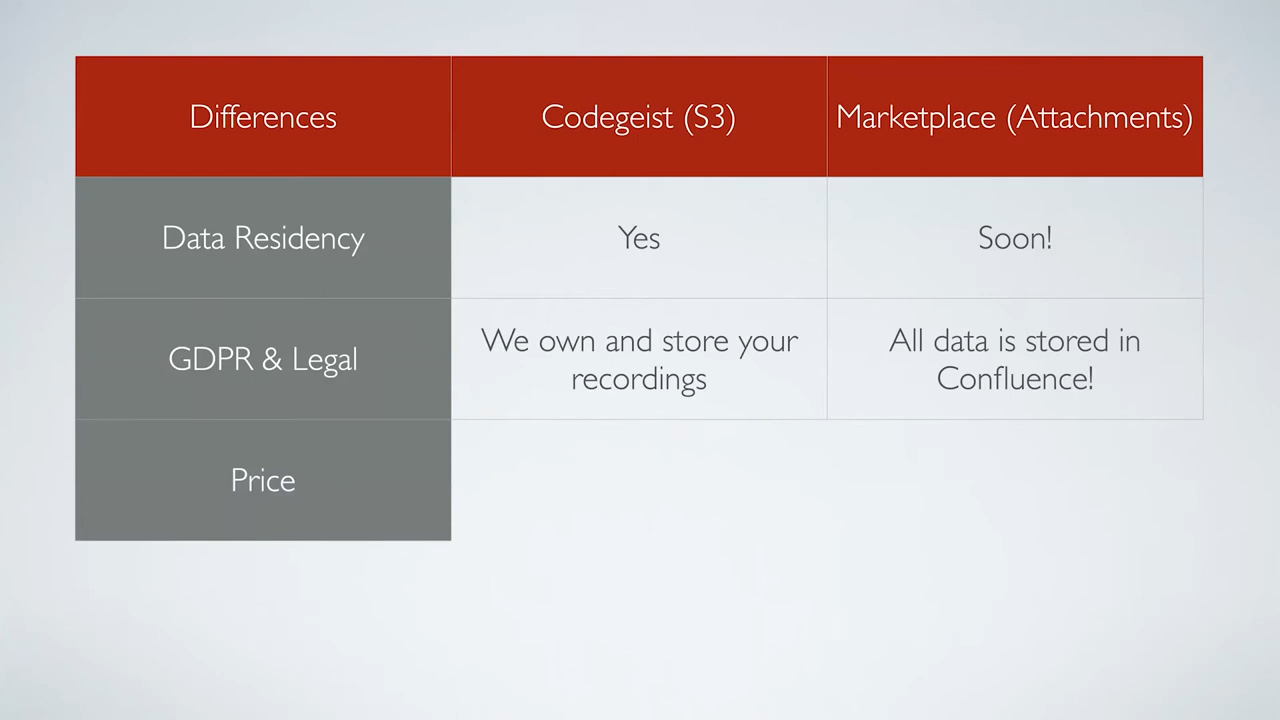 Differences
Codegeist (S3)
Marketplace (Attachments)
Data Residency
Yes
Soon!
GDPR & Legal
We own and store your
recordings
All data is stored in
Confluence!
Price